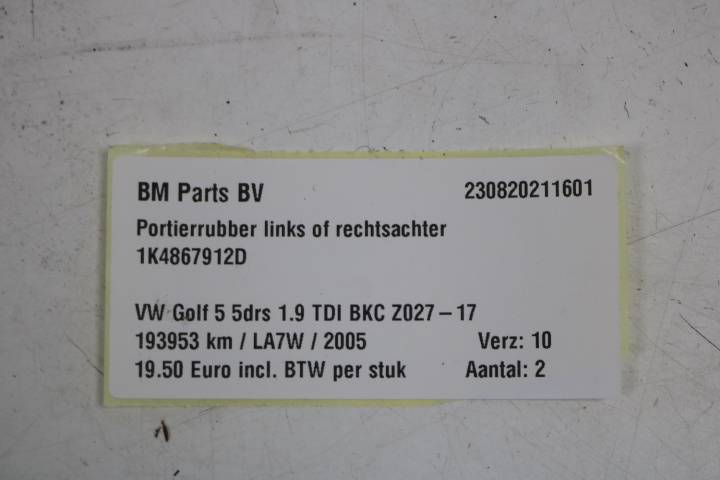 BM Parts BV 230820211601
Portierrubber links of rechtsachter
1K4867912D
VW Golf 5 5drs 1.9 TDI BKC Z027-17
193953 km / LA7W / 2005 Verz: 10
19.50 Euro incl. BTW per stuk Aantal: 2